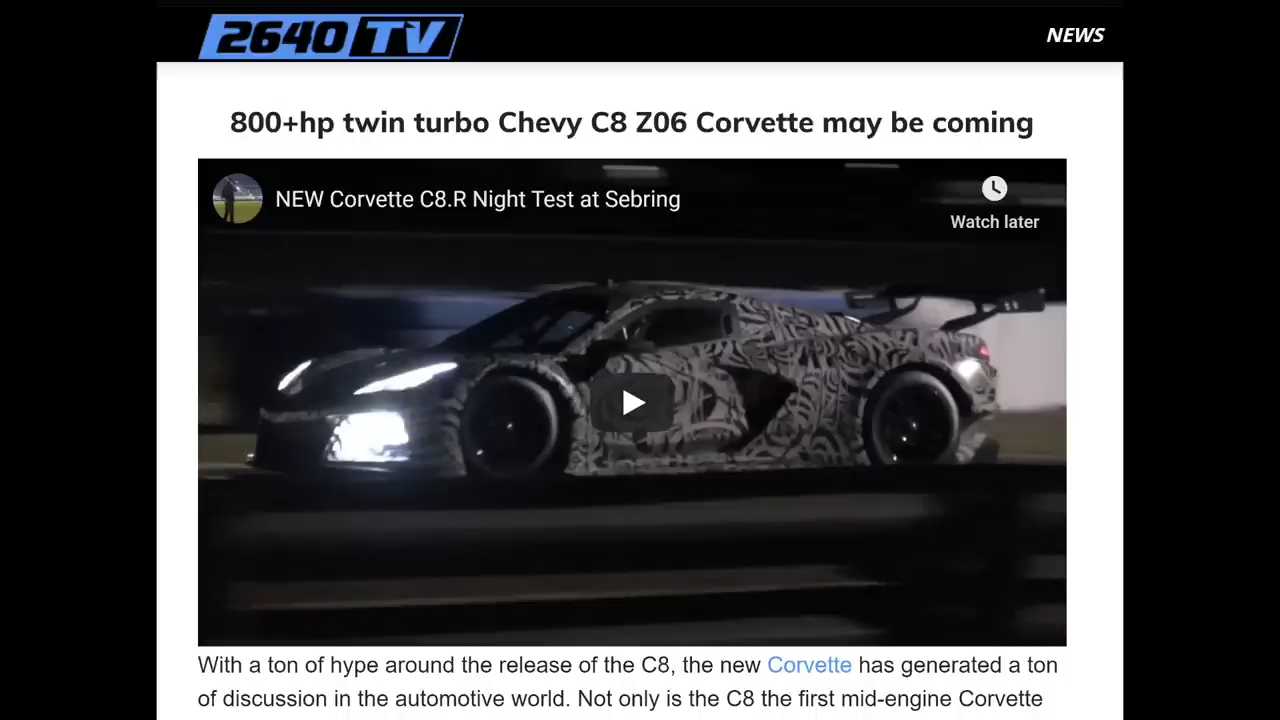 2640 TV
NEWS
800+hp twin turbo Chevy C8 Z06 Corvette may be coming
NEW Corvette C8.R Night Test at Sebring
Watch later
With a ton of hype around the release of the C8, the new Corvette has generated a ton
of discussion in the automotive world. Not only is the C8 the first mid-engine Corvette